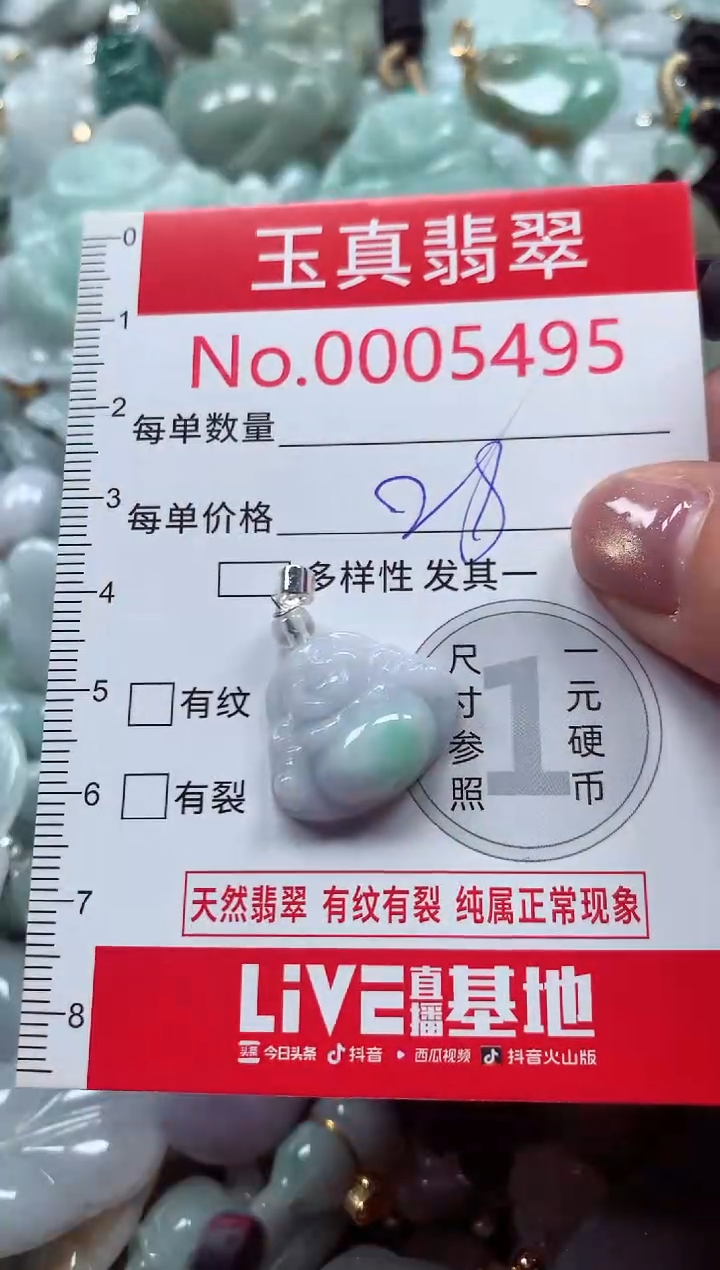 玉真翡翠
No.0005495
每单数量
每单价格 28
多样性 发其一
有纹
有裂
尺寸参照
1
一元硬币
天然翡翠 有纹有裂 纯属正常现象
LiVE直播基地
头条 今日头条 抖音 西瓜视频 抖音火山版
0
1
2
3
4
5
6
7
8